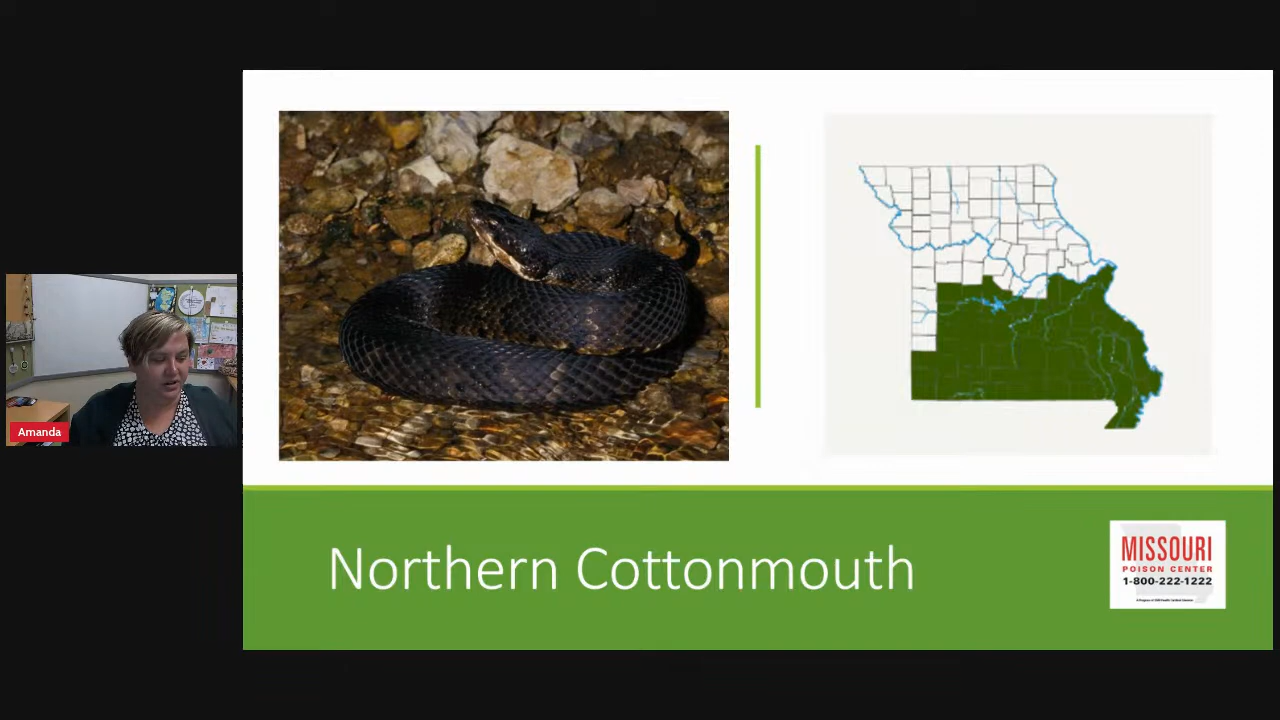 Amanda
Northern Cottonmouth
MISSOURI
POISON CENTER
1-800-222-1222